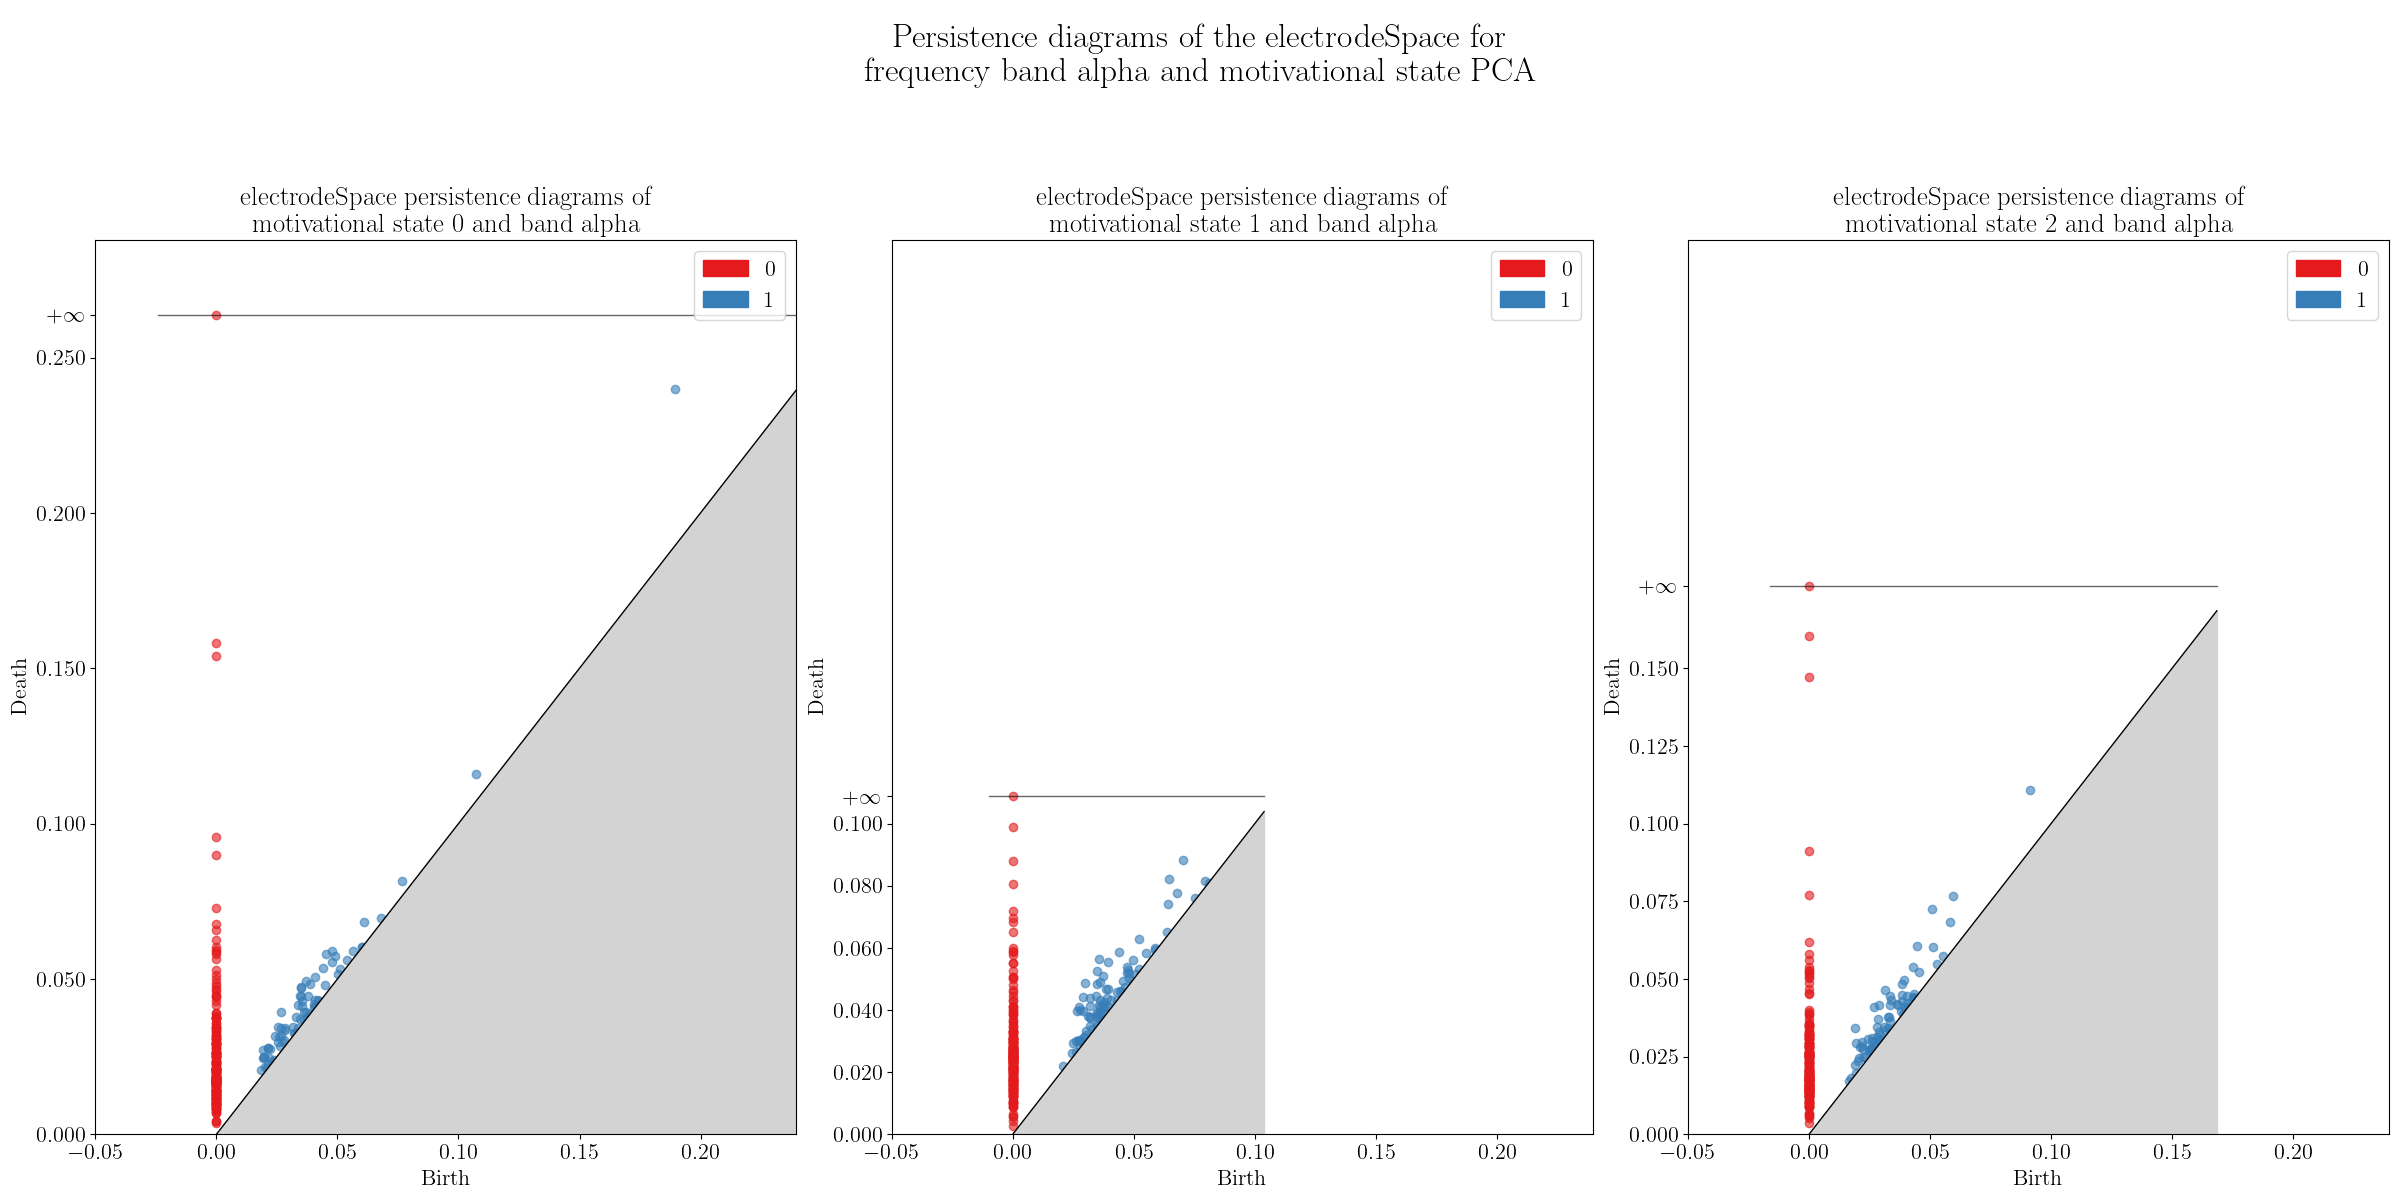 Persistence diagrams of the electrodeSpace for
frequency band alpha and motivational state PCA
electrodeSpace persistence diagrams of
motivational state 0 and band alpha
0
1
+∞
0.250
0.200
0.150
0.100
0.050
0.000
Death
−0.05 0.00 0.05 0.10 0.15 0.20
Birth
electrodeSpace persistence diagrams of
motivational state 1 and band alpha
0
1
+∞
0.100
0.080
0.060
0.040
0.020
0.000
Death
−0.05 0.00 0.05 0.10 0.15 0.20
Birth
electrodeSpace persistence diagrams of
motivational state 2 and band alpha
0
1
+∞
0.150
0.125
0.100
0.075
0.050
0.025
0.000
Death
−0.05 0.00 0.05 0.10 0.15 0.20
Birth